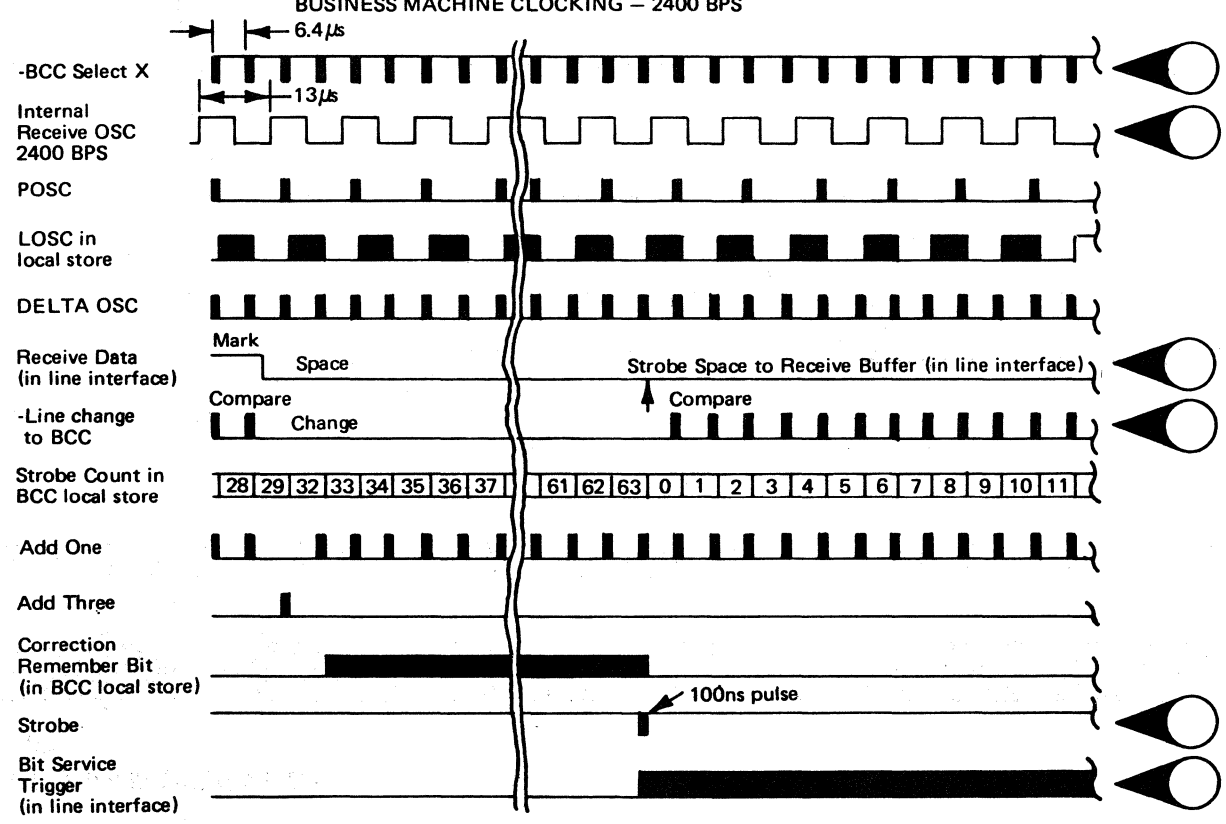 BUSINESS MACHINE CLOCKING — 2400 BPS
6.4 µs
-BCC Select X
13 µs
Internal
Receive OSC
2400 BPS
POSC
LOSC in
local store
DELTA OSC
Mark
Receive Data
(in line interface)
Space
Strobe Space to Receive Buffer (in line interface)
Compare
Compare
-Line change
to BCC
Change
Strobe Count in
BCC local store
28 29 32 33 34 35 36 37 61 62 63 0 1 2 3 4 5 6 7 8 9 10 11
Add One
Add Three
Correction
Remember Bit
(in BCC local store)
100ns pulse
Strobe
Bit Service
Trigger
(in line interface)